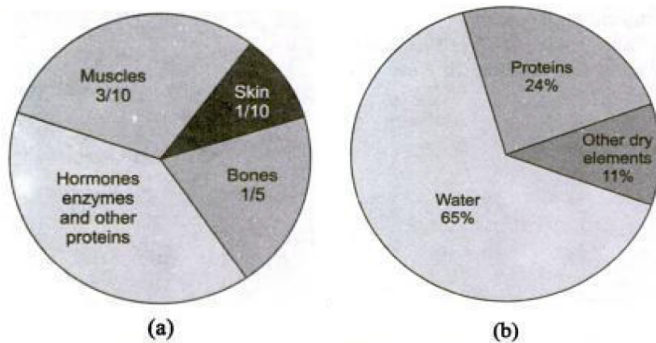 Muscles
3/10
Skin
1/10
Hormones
enzymes
and other
proteins
Bones
1/5
(a)
Proteins
24%
Other dry
elements
11%
Water
65%
(b)